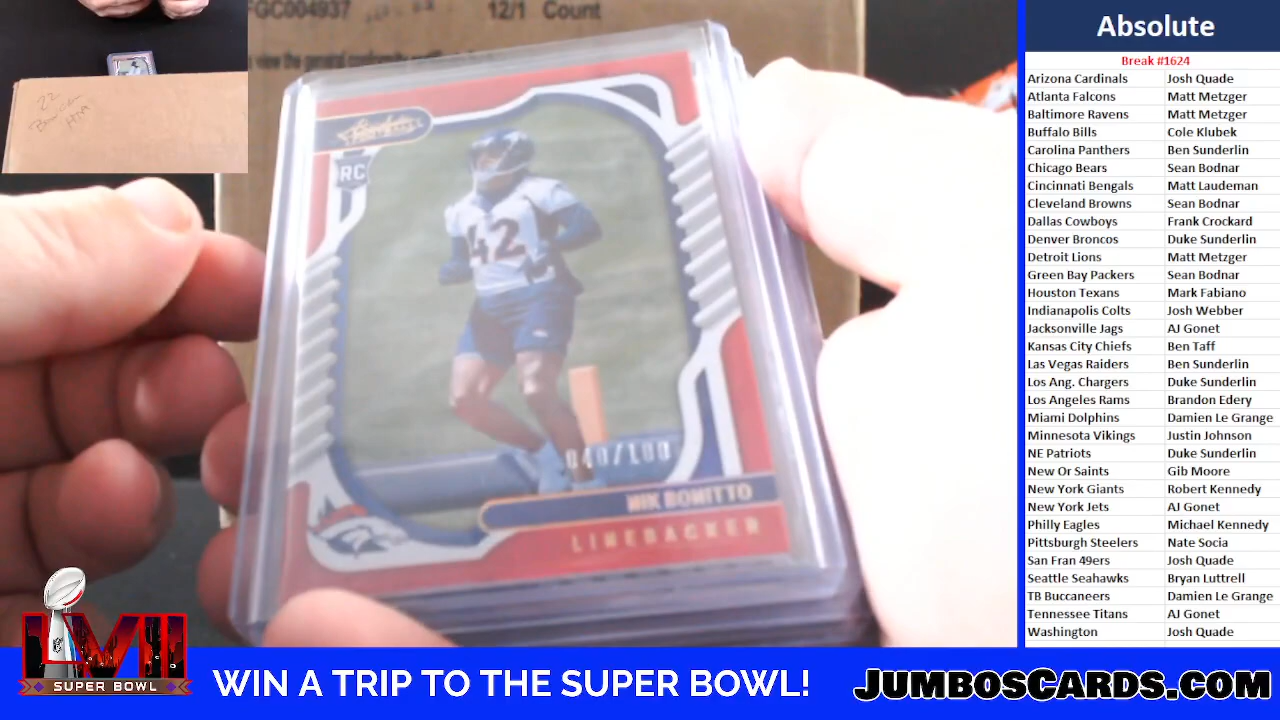 FGC004937
12/1 Count
view the general
22
Absolute
RC
42
040/100
NIK BONITTO
LINEBACKER
Absolute
Break #1624
Arizona Cardinals Josh Quade
Atlanta Falcons Matt Metzger
Baltimore Ravens Matt Metzger
Buffalo Bills Cole Klubek
Carolina Panthers Ben Sunderlin
Chicago Bears Sean Bodnar
Cincinnati Bengals Matt Laudeman
Cleveland Browns Sean Bodnar
Dallas Cowboys Frank Crockard
Denver Broncos Duke Sunderlin
Detroit Lions Matt Metzger
Green Bay Packers Sean Bodnar
Houston Texans Mark Fabiano
Indianapolis Colts Josh Webber
Jacksonville Jags AJ Gonet
Kansas City Chiefs Ben Taff
Las Vegas Raiders Ben Sunderlin
Los Ang. Chargers Duke Sunderlin
Los Angeles Rams Brandon Edery
Miami Dolphins Damien Le Grange
Minnesota Vikings Justin Johnson
NE Patriots Duke Sunderlin
New Or Saints Gib Moore
New York Giants Robert Kennedy
New York Jets AJ Gonet
Philly Eagles Michael Kennedy
Pittsburgh Steelers Nate Socia
San Fran 49ers Josh Quade
Seattle Seahawks Bryan Luttrell
TB Buccaneers Damien Le Grange
Tennessee Titans AJ Gonet
Washington Josh Quade
LVII
SUPER BOWL
WIN A TRIP TO THE SUPER BOWL!
JUMBOSCARDS.COM